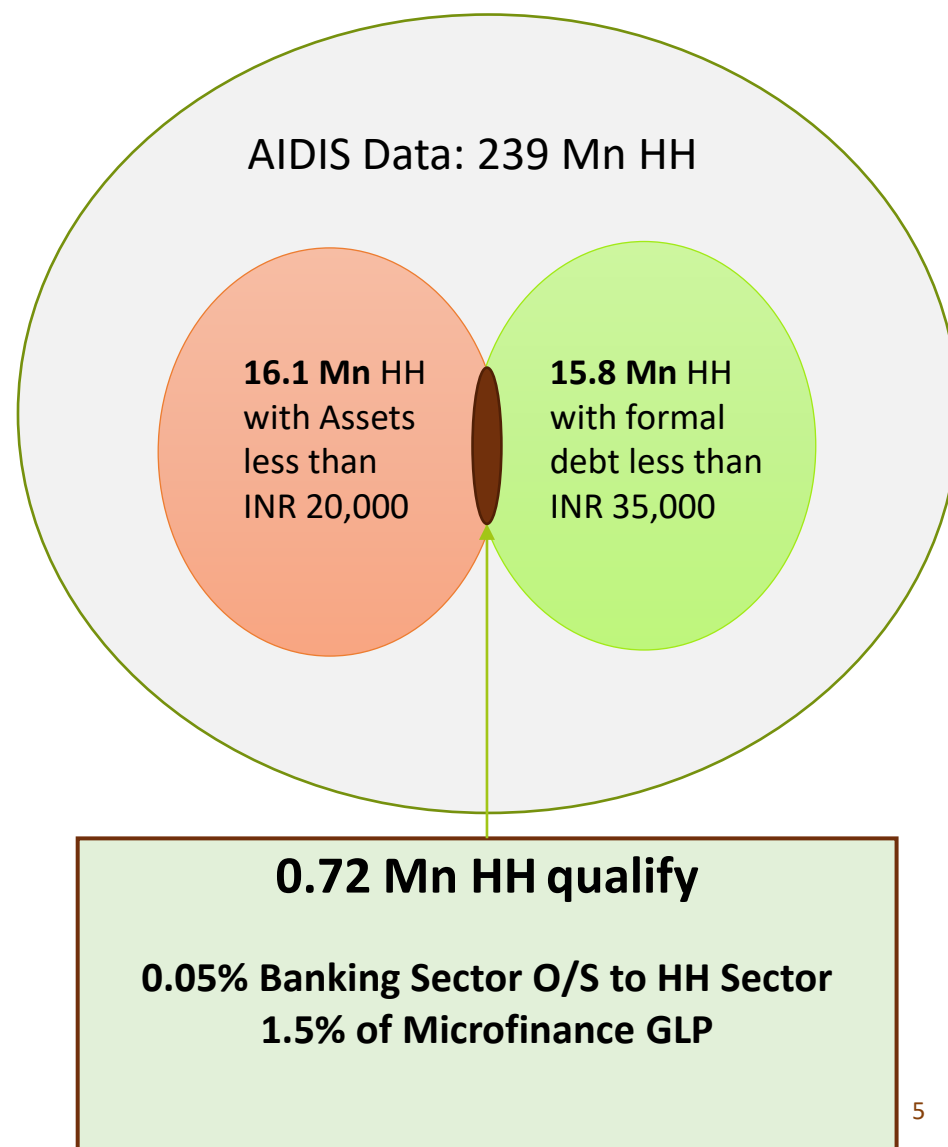 AIDIS Data: 239 Mn HH
16.1 Mn HH
with Assets
less than
INR 20,000
15.8 Mn HH
with formal
debt less than
INR 35,000
0.72 Mn HH qualify
0.05% Banking Sector O/S to HH Sector
1.5% of Microfinance GLP
5